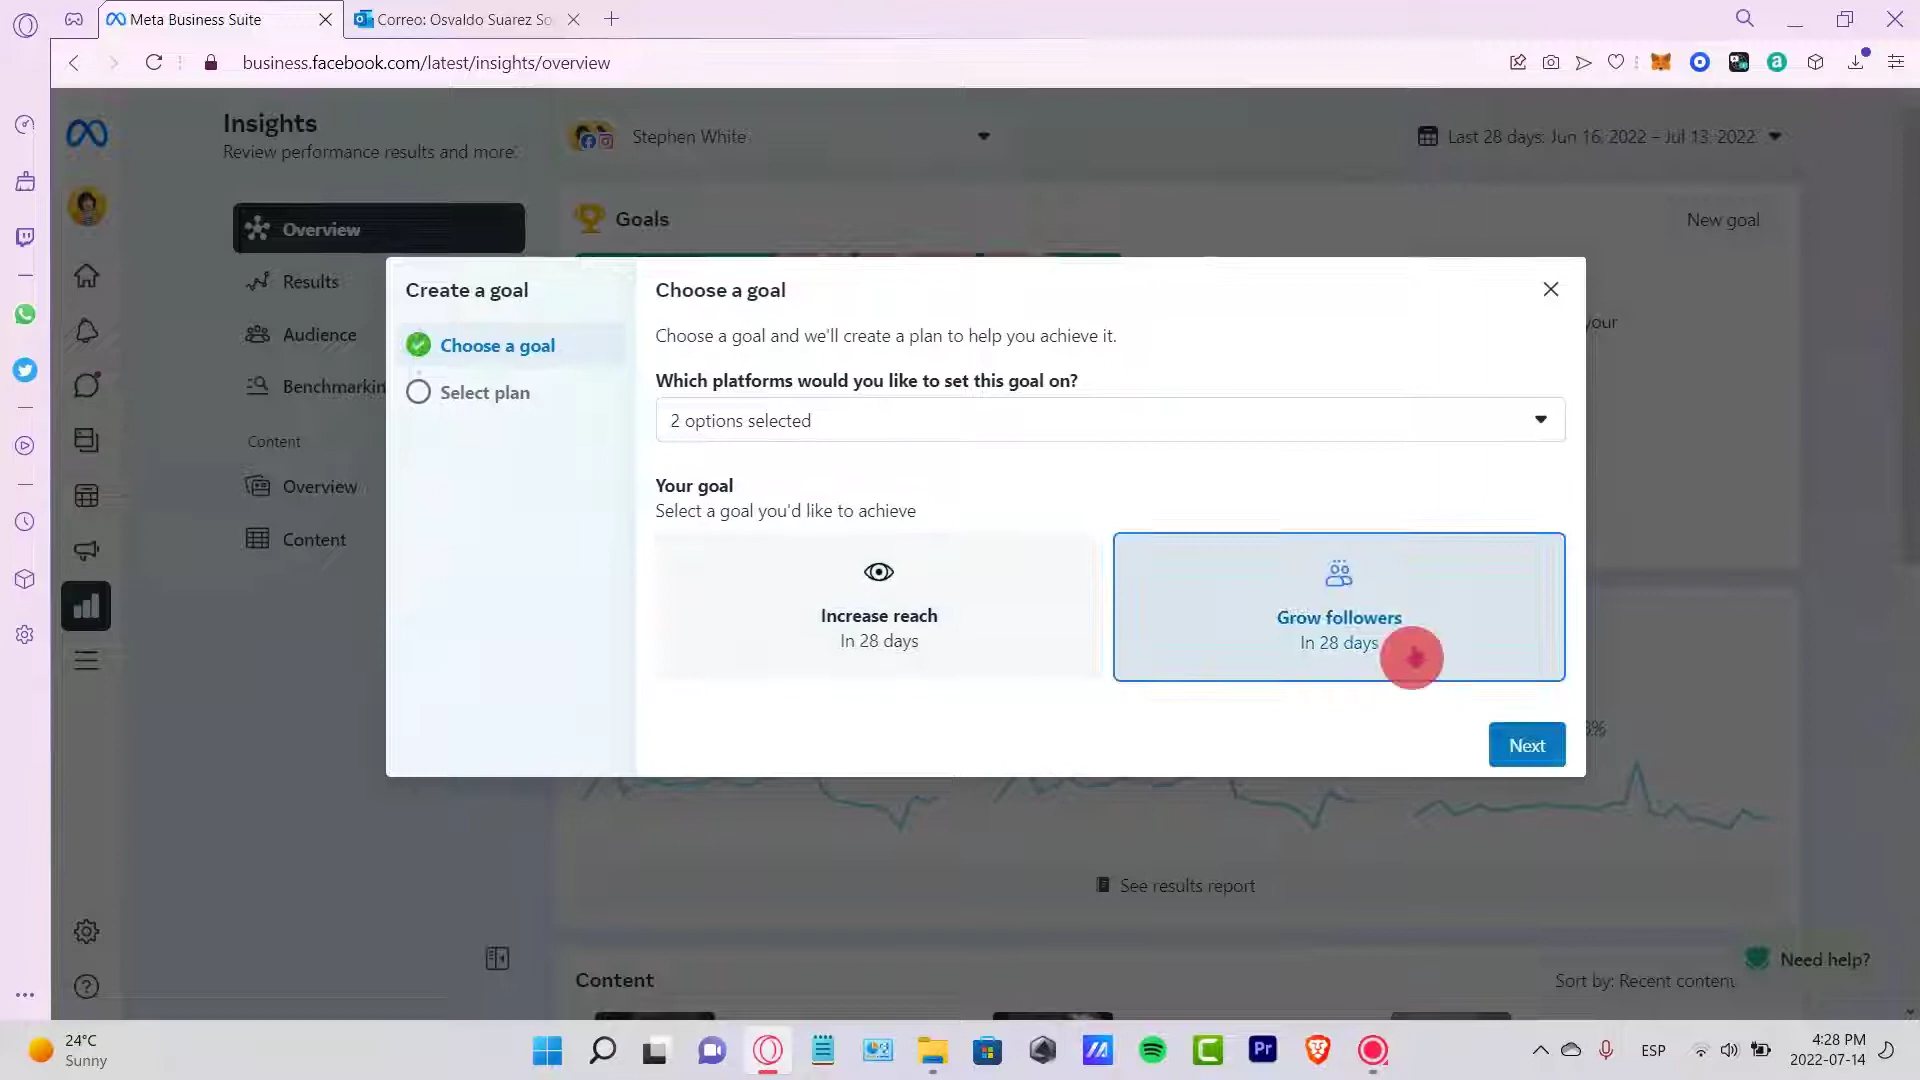 Meta Business Suite
Correo: Osvaldo Suarez So
business.facebook.com/latest/insights/overview
Insights
Review performance results and more.
Stephen White
Last 28 days: Jun 16, 2022 – Jul 13, 2022
Overview
Results
Audience
Benchmarkin
Content
Overview
Content
Goals
New goal
your
Create a goal
Choose a goal
Select plan
Choose a goal
Choose a goal and we'll create a plan to help you achieve it.
Which platforms would you like to set this goal on?
2 options selected
Your goal
Select a goal you'd like to achieve
Increase reach
In 28 days
Grow followers
In 28 days
Next
%
See results report
Content
Sort by: Recent content
Need help?
24°C
Sunny
Pr
ESP
4:28 PM
2022-07-14